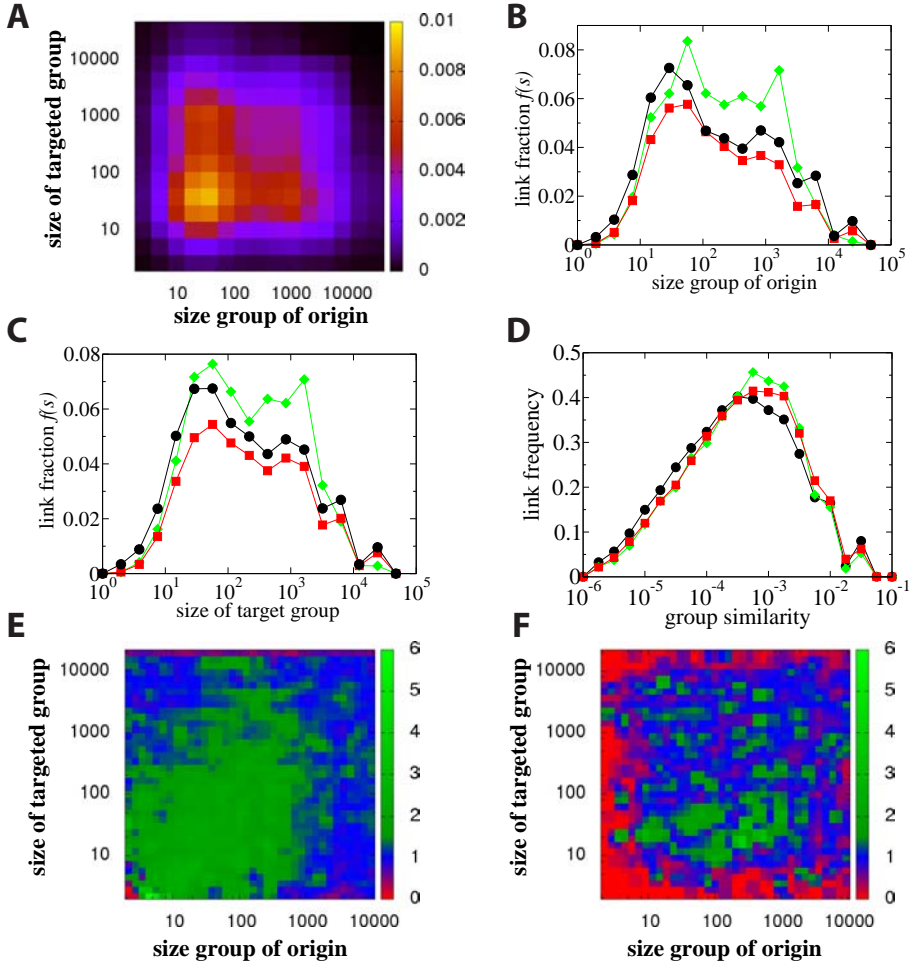 A
size of targeted group
10000
1000
100
10
10 100 1000 10000
size group of origin
0.01
0.008
0.006
0.004
0.002
0
B
link fraction f(s)
0.08
0.06
0.04
0.02
0
10^0 10^1 10^2 10^3 10^4 10^5
size group of origin
C
link fraction f(s)
0.08
0.06
0.04
0.02
0
10^0 10^1 10^2 10^3 10^4 10^5
size of target group
D
link frequency
0.5
0.4
0.3
0.2
0.1
0
10^-6 10^-5 10^-4 10^-3 10^-2 10^-1
group similarity
E
size of targeted group
10000
1000
100
10
10 100 1000 10000
size group of origin
6
5
4
3
2
1
0
F
size of targeted group
10000
1000
100
10
10 100 1000 10000
size group of origin
6
5
4
3
2
1
0